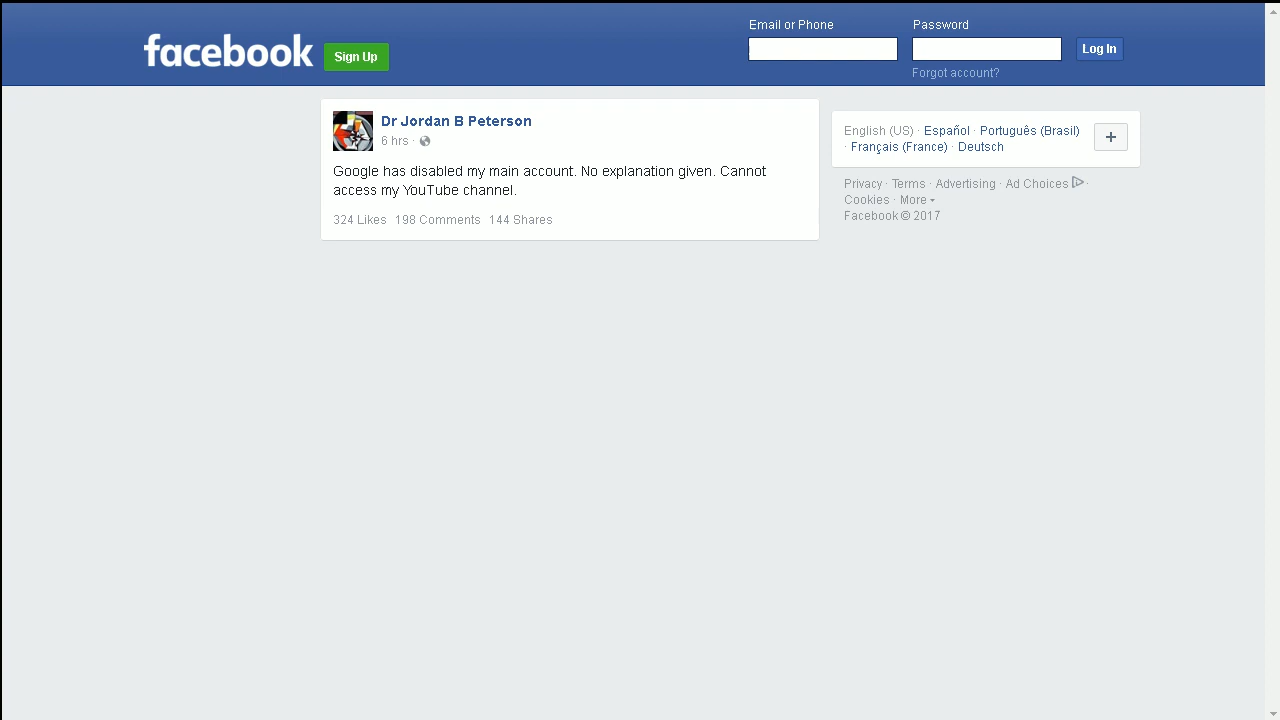 facebook
Sign Up
Email or Phone
Password
Log In
Forgot account?
Dr Jordan B Peterson
6 hrs ·
Google has disabled my main account. No explanation given. Cannot
access my YouTube channel.
324 Likes 198 Comments 144 Shares
English (US) · Español · Português (Brasil)
· Français (France) · Deutsch
+
Privacy · Terms · Advertising · Ad Choices ·
Cookies · More
Facebook © 2017